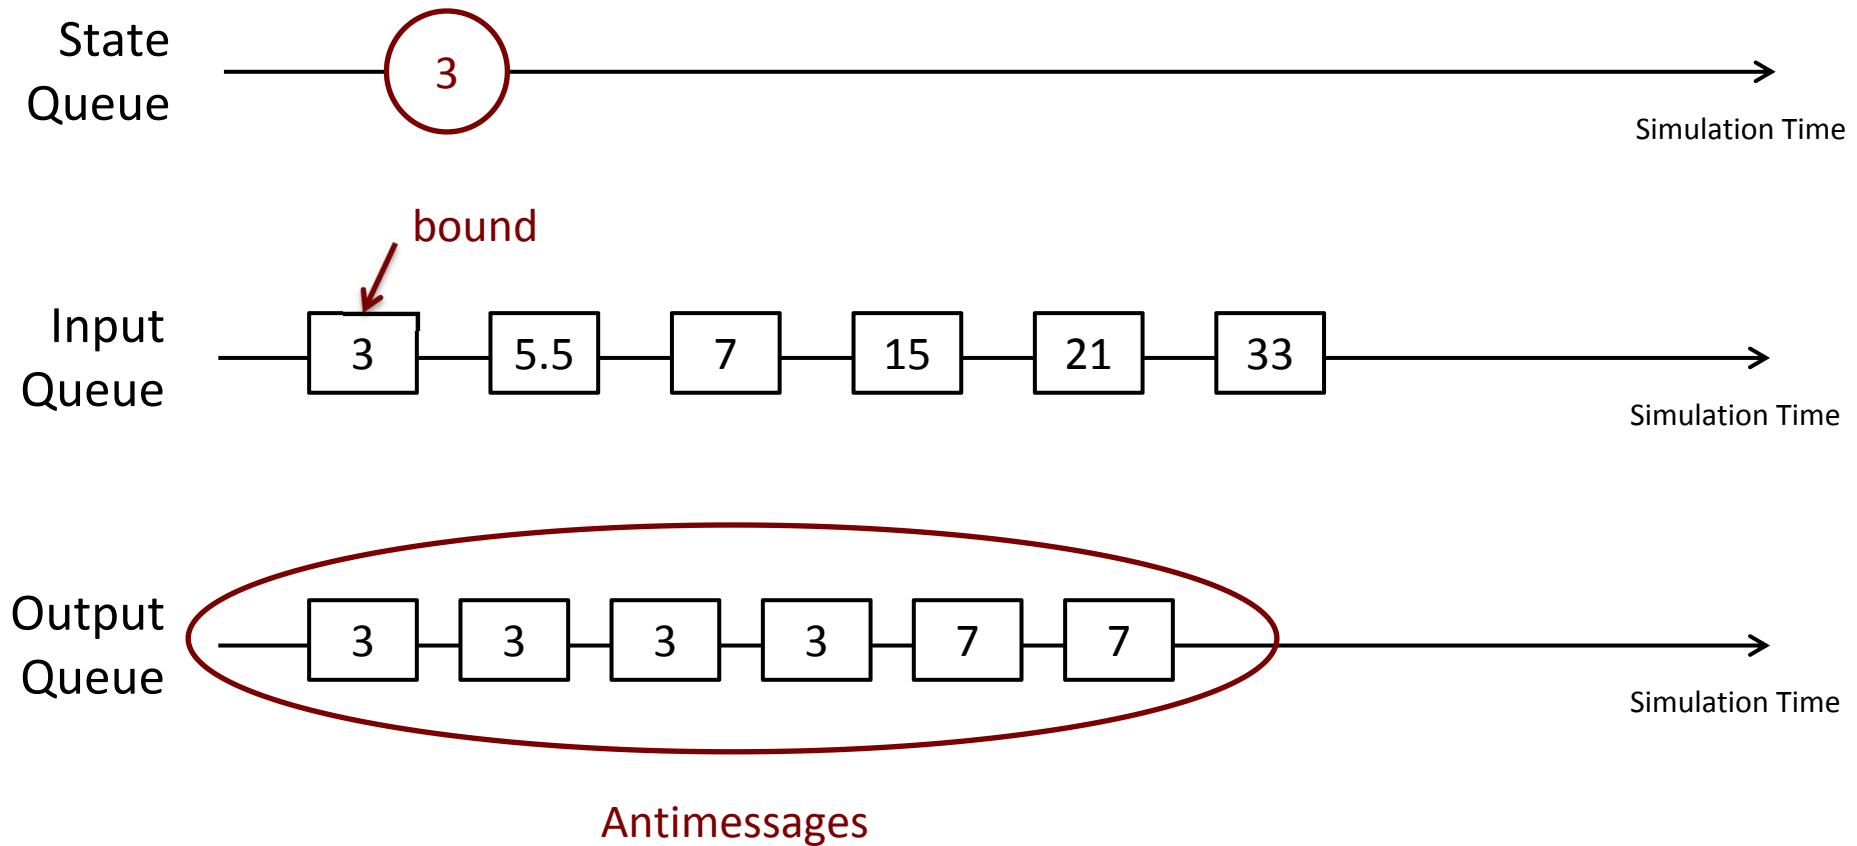 State
Queue
3
Simulation Time
bound
Input
Queue
3 5.5 7 15 21 33
Simulation Time
Output
Queue
3 3 3 3 7 7
Simulation Time
Antimessages